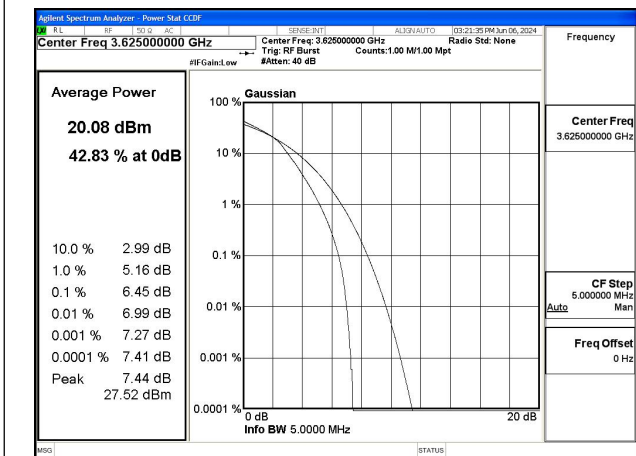 Agilent Spectrum Analyzer - Power Stat CCDF
RL RF 50 Ω AC SENSE:INT ALIGN AUTO 03:21:35 PM Jun 06, 2024
Center Freq 3.625000000 GHz
Center Freq: 3.625000000 GHz Radio Std: None
Trig: RF Burst Counts:1.00 M/1.00 Mpt
#IFGain:Low #Atten: 40 dB
Frequency
Average Power
20.08 dBm
42.83 % at 0dB
10.0 % 2.99 dB
1.0 % 5.16 dB
0.1 % 6.45 dB
0.01 % 6.99 dB
0.001 % 7.27 dB
0.0001 % 7.41 dB
Peak 7.44 dB
27.52 dBm
Gaussian
100 %
10 %
1 %
0.1 %
0.01 %
0.001 %
0.0001 %
0 dB 20 dB
Info BW 5.0000 MHz
Center Freq
3.625000000 GHz
CF Step
5.000000 MHz
Auto Man
Freq Offset
0 Hz
MSG STATUS